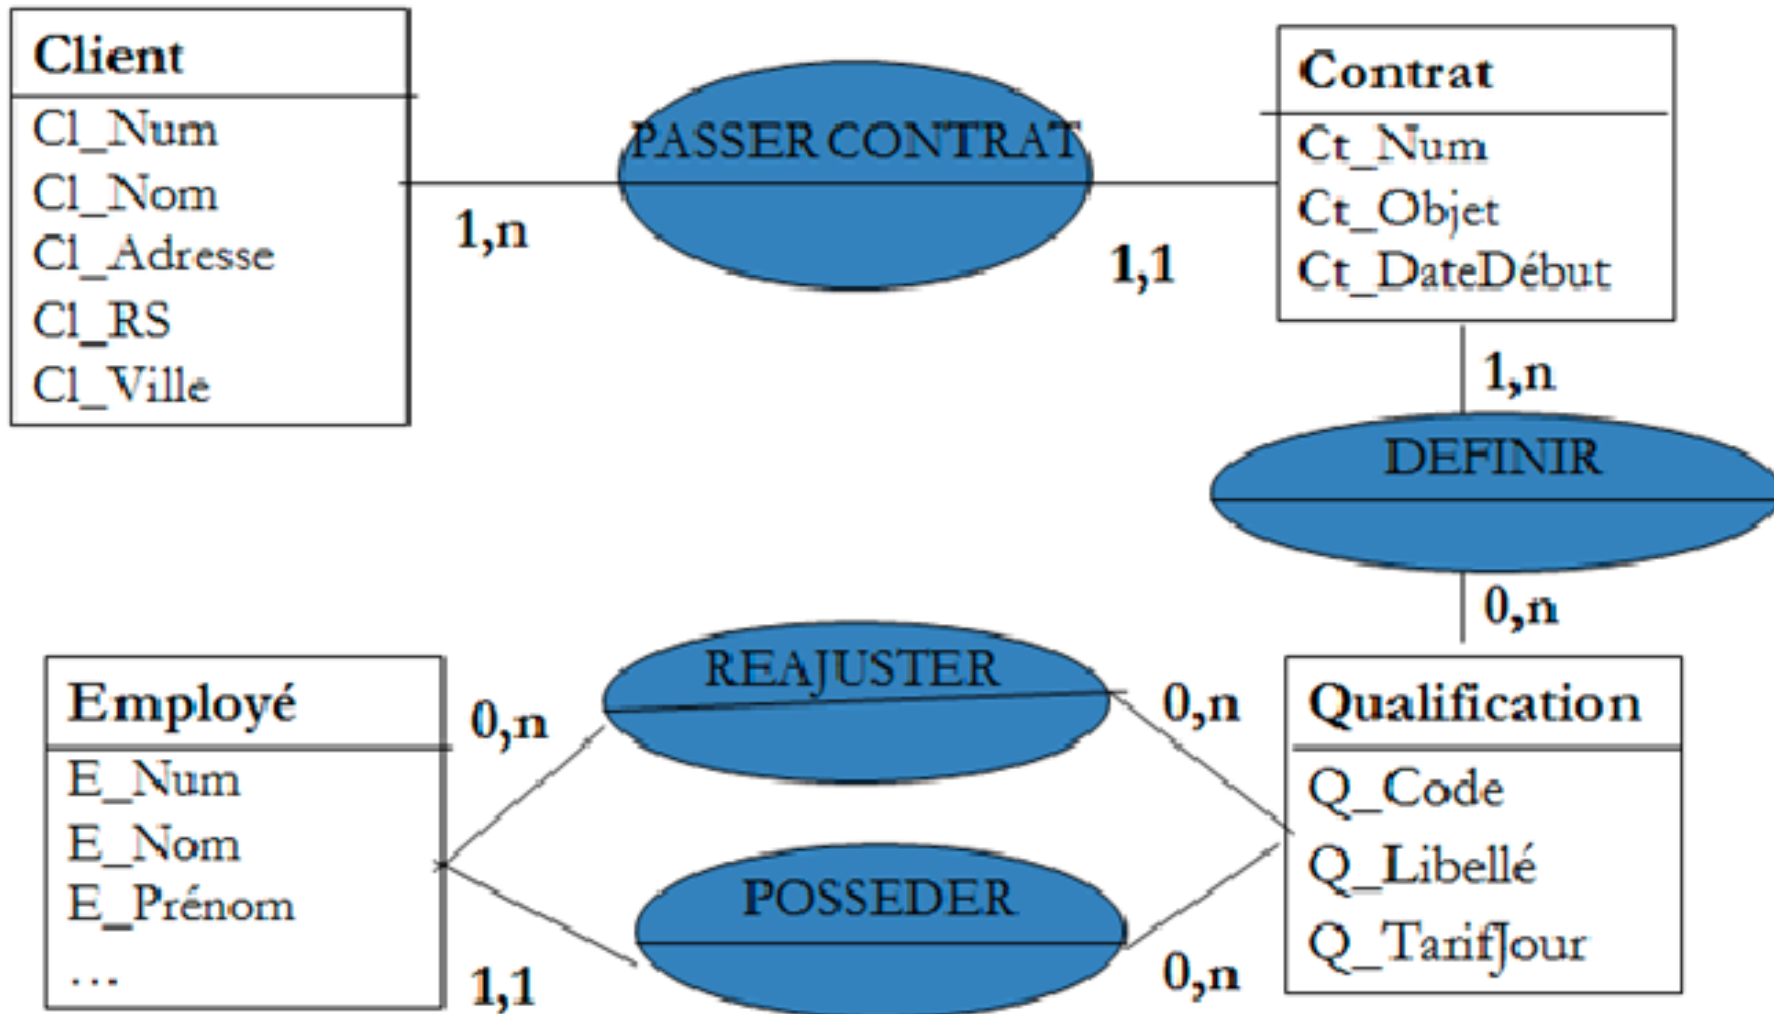 Client
Cl_Num
Cl_Nom
Cl_Adresse
Cl_RS
Cl_Ville
PASSER CONTRAT
1,n
1,1
Contrat
Ct_Num
Ct_Objet
Ct_DateDébut
1,n
DEFINIR
0,n
Employé
E_Num
E_Nom
E_Prénom
...
0,n
REAJUSTER
0,n
1,1
POSSEDER
0,n
Qualification
Q_Code
Q_Libellé
Q_TarifJour